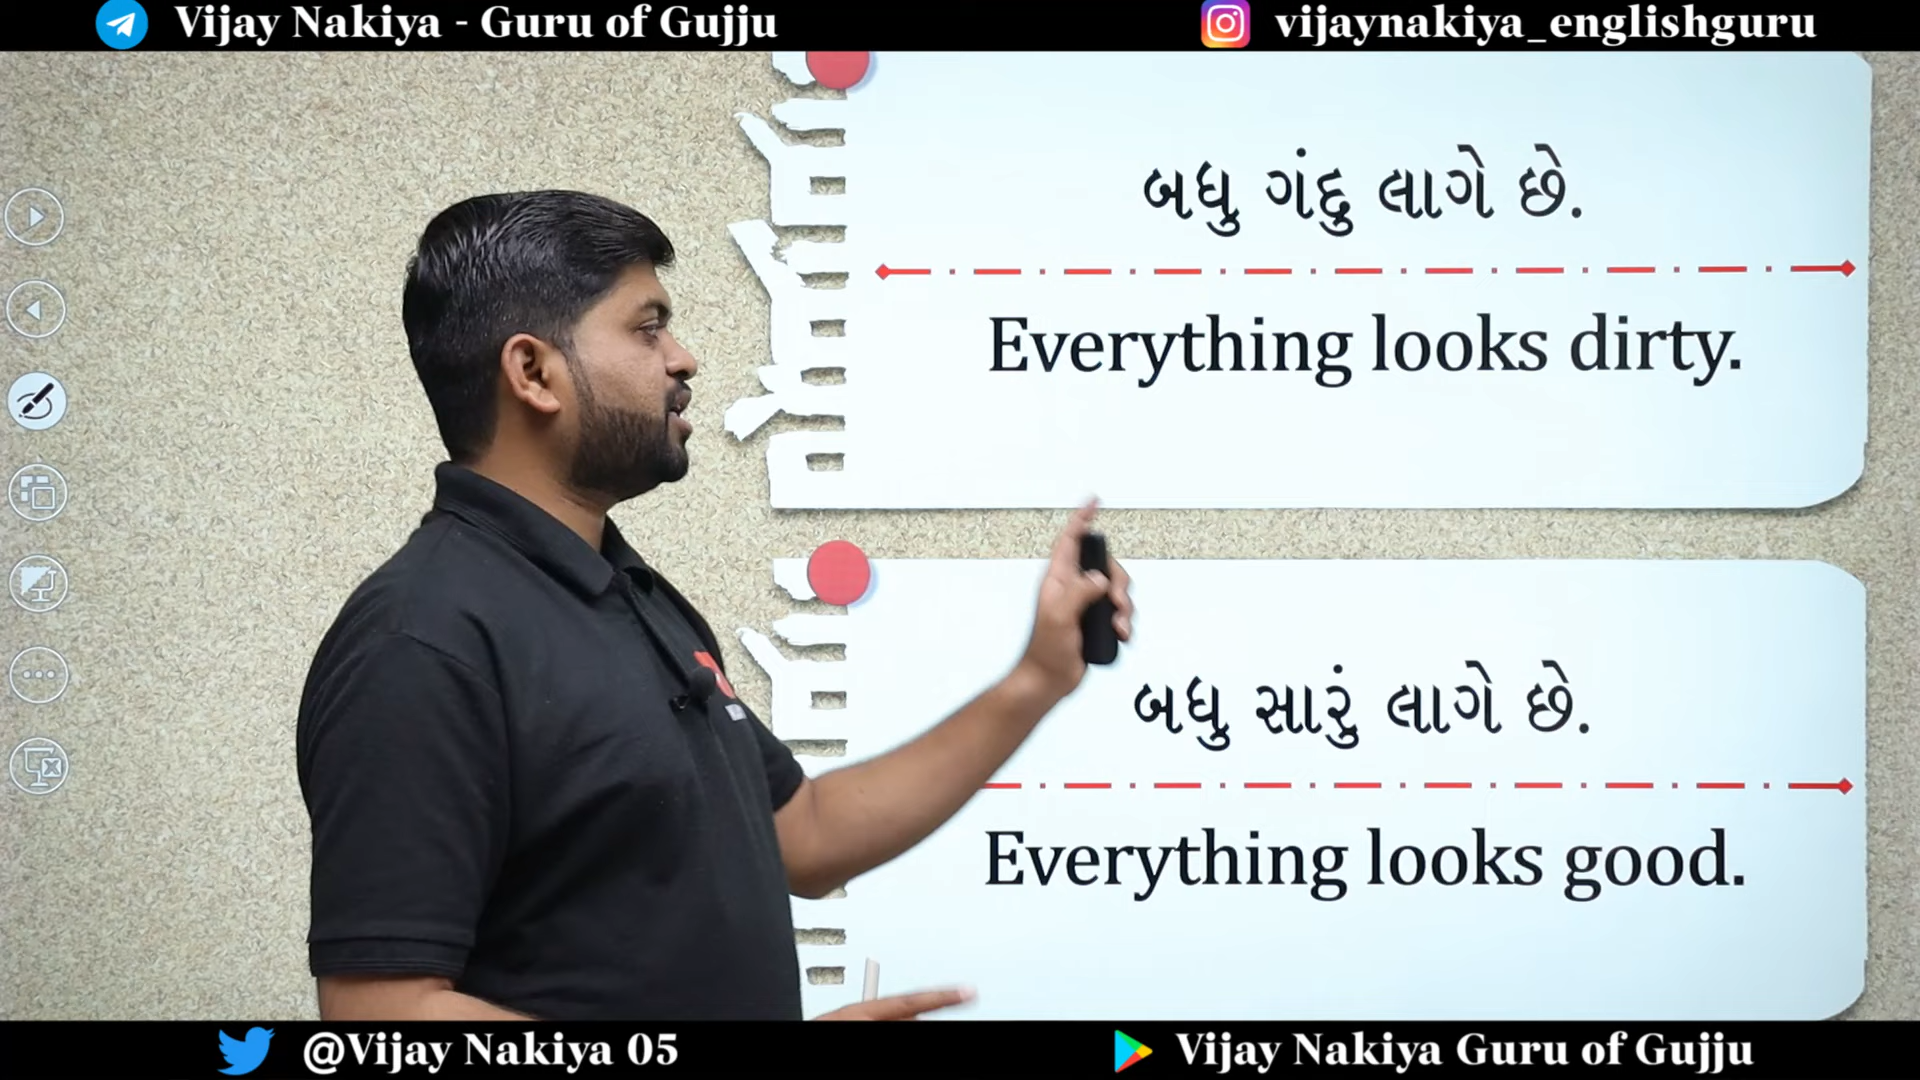 Vijay Nakiya - Guru of Gujju
vijaynakiya_englishguru
બધુ ગંદુ લાગે છે.
Everything looks dirty.
બધુ સારું લાગે છે.
Everything looks good.
@Vijay Nakiya 05
Vijay Nakiya Guru of Gujju